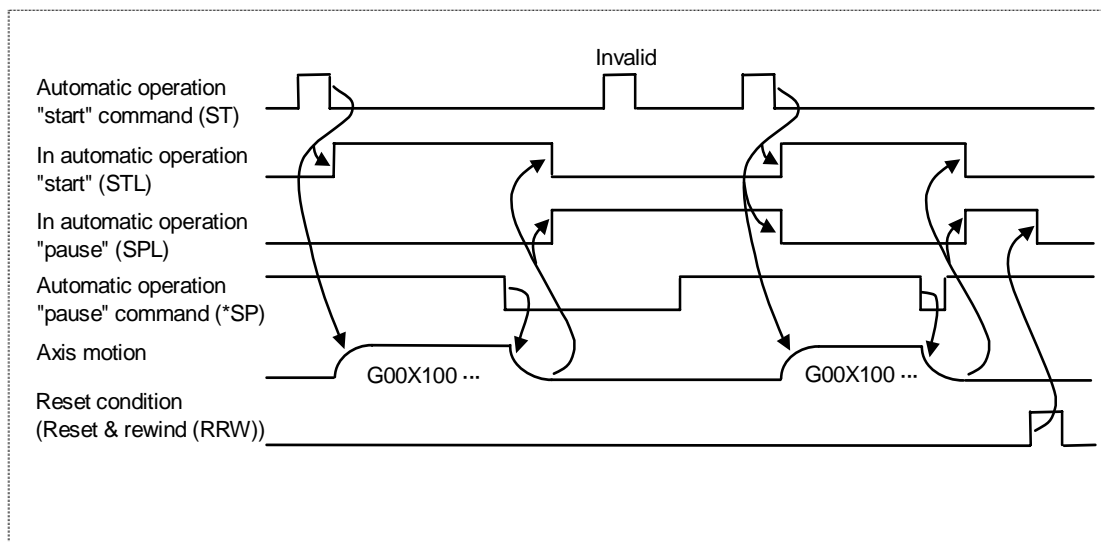 Invalid
Automatic operation
"start" command (ST)
In automatic operation
"start" (STL)
In automatic operation
"pause" (SPL)
Automatic operation
"pause" command (*SP)
Axis motion
G00X100 ···
G00X100 ···
Reset condition
(Reset & rewind (RRW))